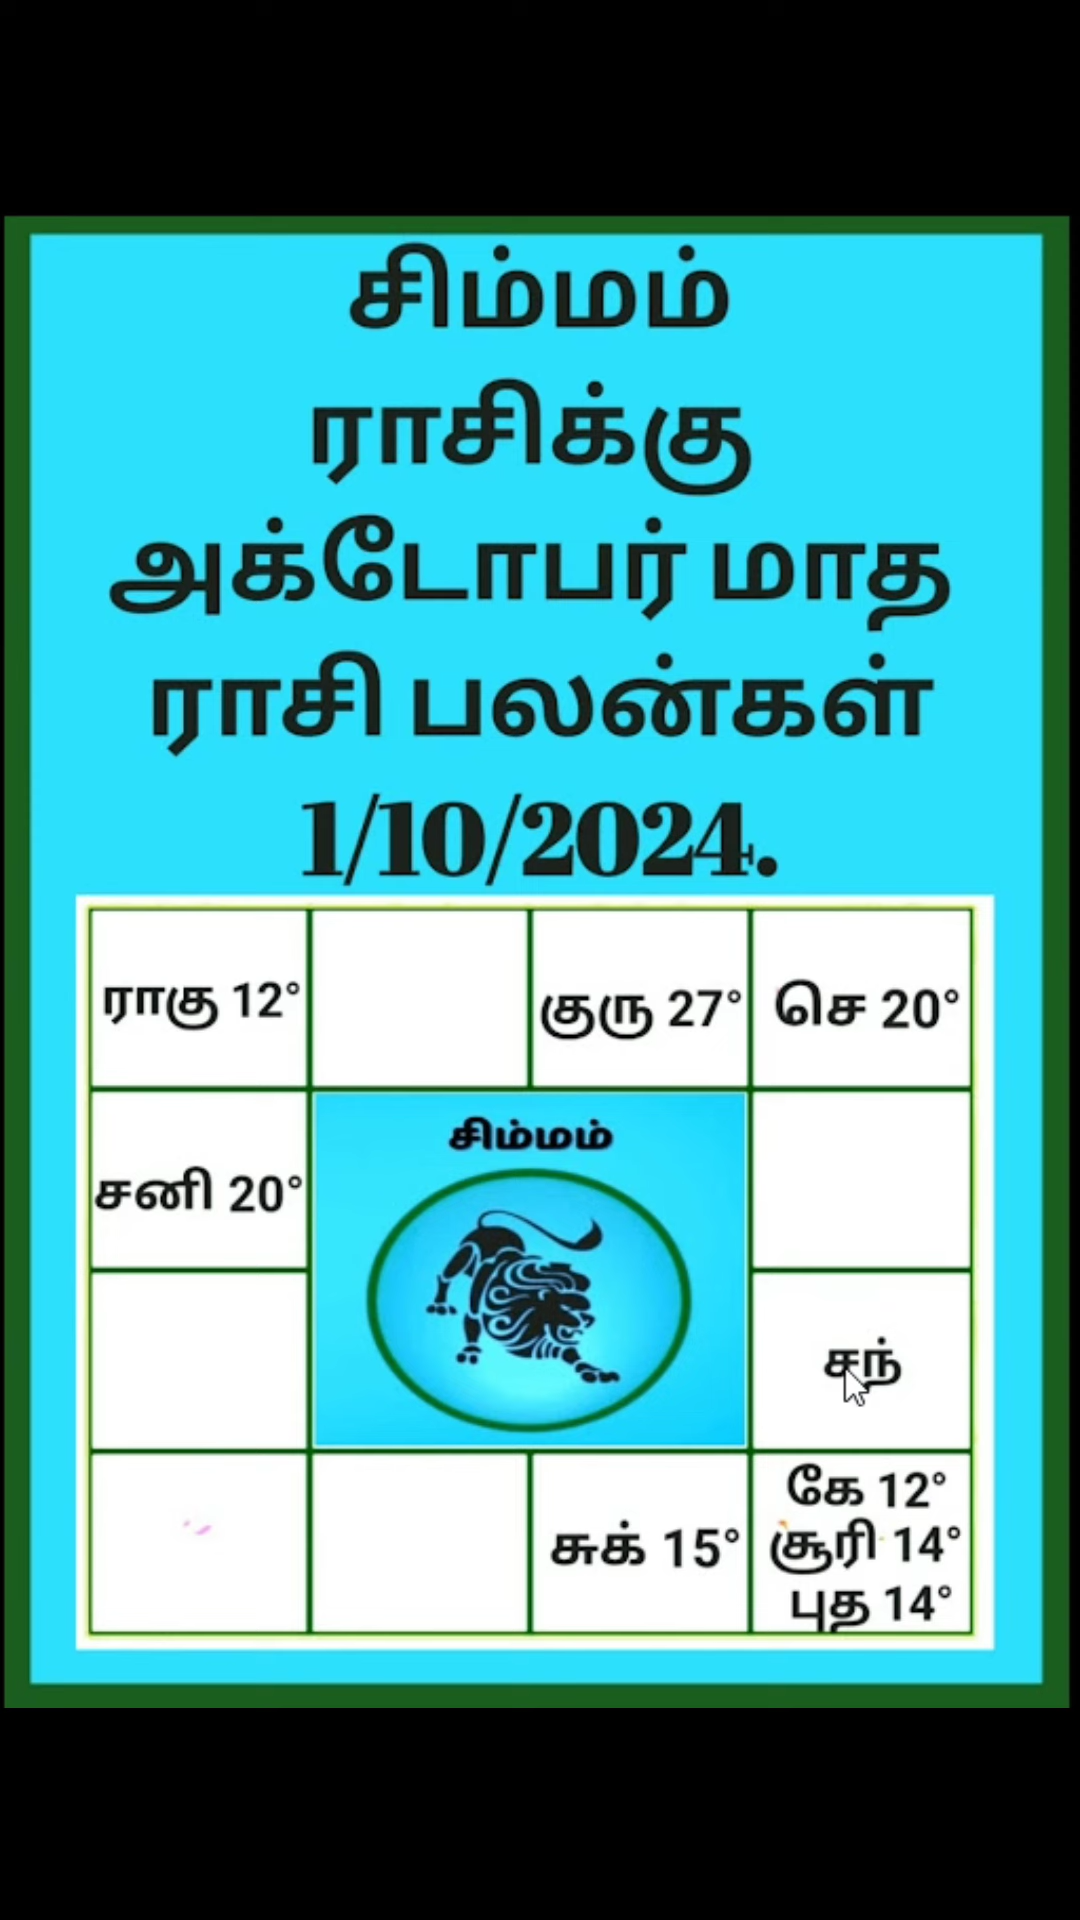 சிம்மம்
ராசிக்கு
அக்டோபர் மாத
ராசி பலன்கள்
1/10/2024.
ராகு 12°
குரு 27°
செ 20°
சனி 20°
சிம்மம்
சந்
சுக் 15°
கே 12°
சூரி 14°
புத 14°